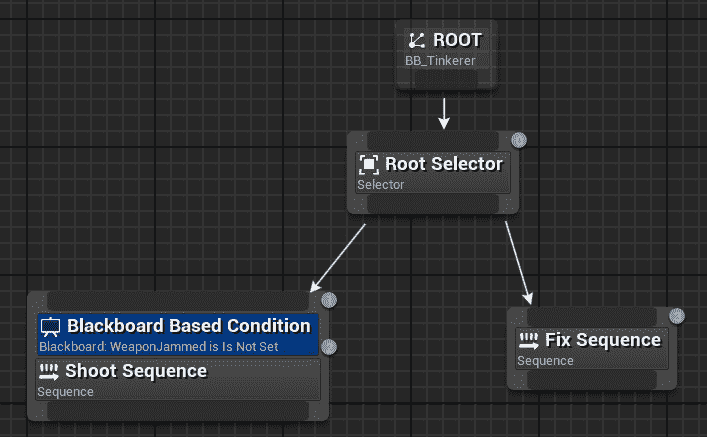 ROOT
BB_Tinkerer
Root Selector
Selector
Blackboard Based Condition
Blackboard: WeaponJammed is Is Not Set
Shoot Sequence
Sequence
Fix Sequence
Sequence